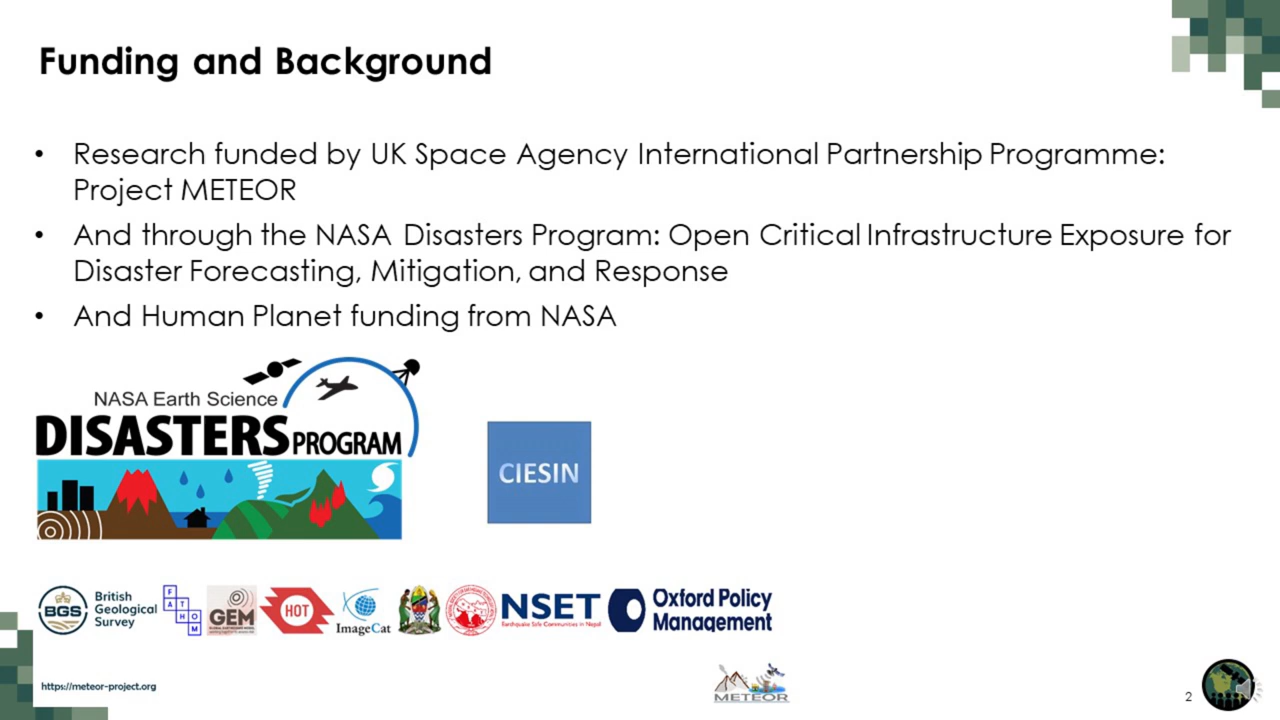 Funding and Background
• Research funded by UK Space Agency International Partnership Programme:
Project METEOR
• And through the NASA Disasters Program: Open Critical Infrastructure Exposure for
Disaster Forecasting, Mitigation, and Response
• And Human Planet funding from NASA
NASA Earth Science
DISASTERS PROGRAM
CIESIN
BGS
British
Geological
Survey
FATHOM
GEM
HOT
ImageCat
NSET
Earthquake Safe Communities in Nepal
Oxford Policy
Management
https://meteor-project.org
METEOR
2